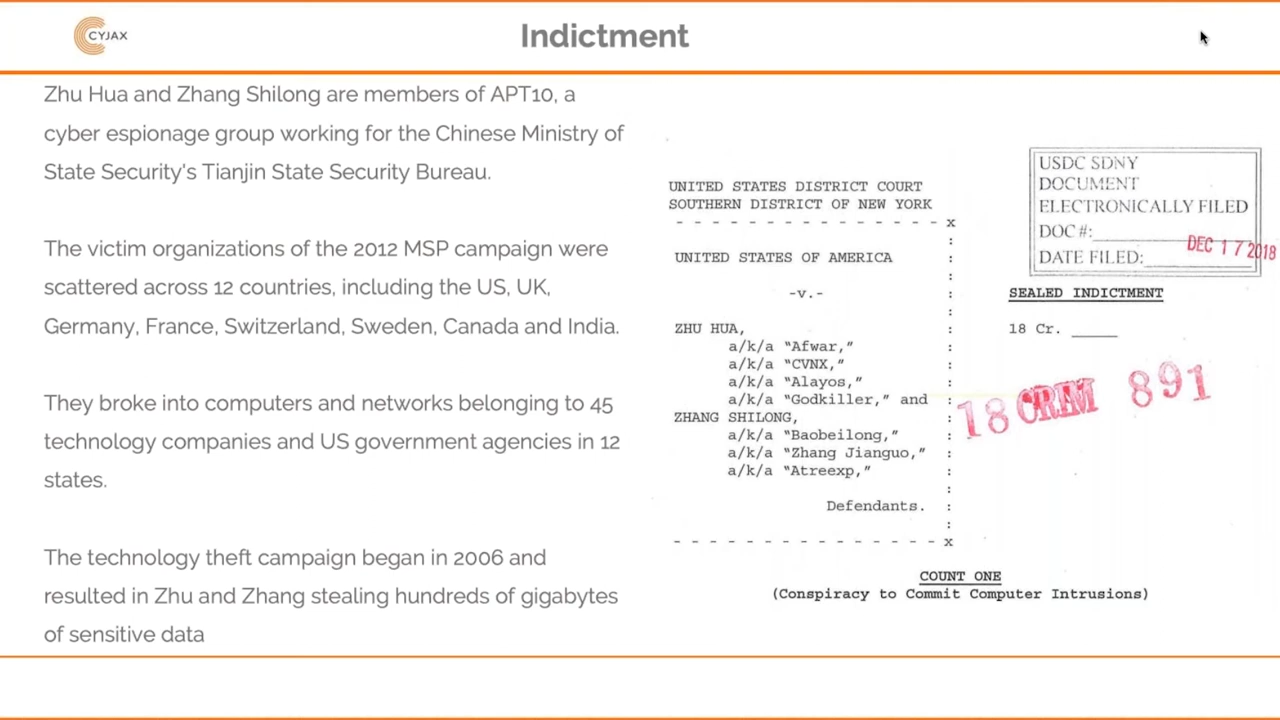 CYJAX
Indictment
Zhu Hua and Zhang Shilong are members of APT10, a
cyber espionage group working for the Chinese Ministry of
State Security's Tianjin State Security Bureau.
The victim organizations of the 2012 MSP campaign were
scattered across 12 countries, including the US, UK,
Germany, France, Switzerland, Sweden, Canada and India.
They broke into computers and networks belonging to 45
technology companies and US government agencies in 12
states.
The technology theft campaign began in 2006 and
resulted in Zhu and Zhang stealing hundreds of gigabytes
of sensitive data
UNITED STATES DISTRICT COURT
SOUTHERN DISTRICT OF NEW YORK
- - - - - - - - - - - - - - - x
UNITED STATES OF AMERICA
-v.-
ZHU HUA,
a/k/a "Afwar,"
a/k/a "CVNX,"
a/k/a "Alayos,"
a/k/a "Godkiller," and
ZHANG SHILONG,
a/k/a "Baobeilong,"
a/k/a "Zhang Jianguo,"
a/k/a "Atreexp,"
Defendants.
- - - - - - - - - - - - - - - x
USDC SDNY
DOCUMENT
ELECTRONICALLY FILED
DOC #:
DATE FILED: DEC 17 2018
SEALED INDICTMENT
18 Cr. _____
18 CRIM 891
COUNT ONE
(Conspiracy to Commit Computer Intrusions)